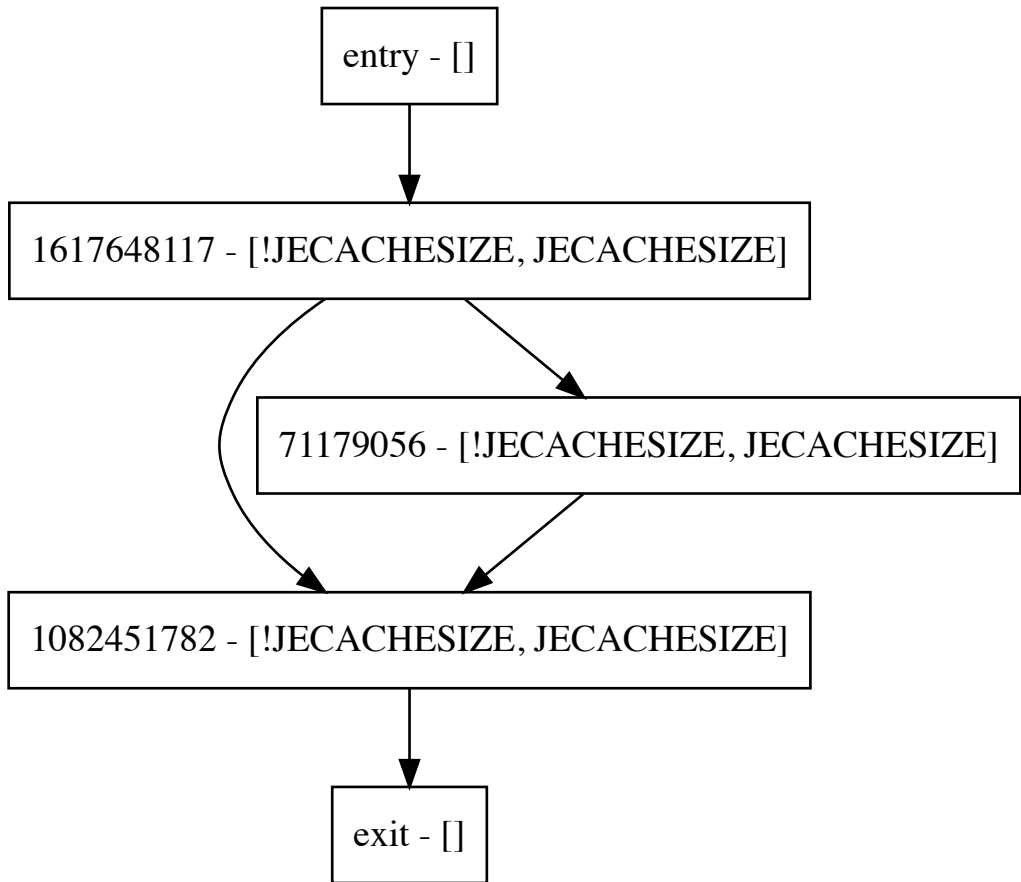 entry - []
1617648117 - [!JECACHESIZE, JECACHESIZE]
71179056 - [!JECACHESIZE, JECACHESIZE]
1082451782 - [!JECACHESIZE, JECACHESIZE]
exit - []